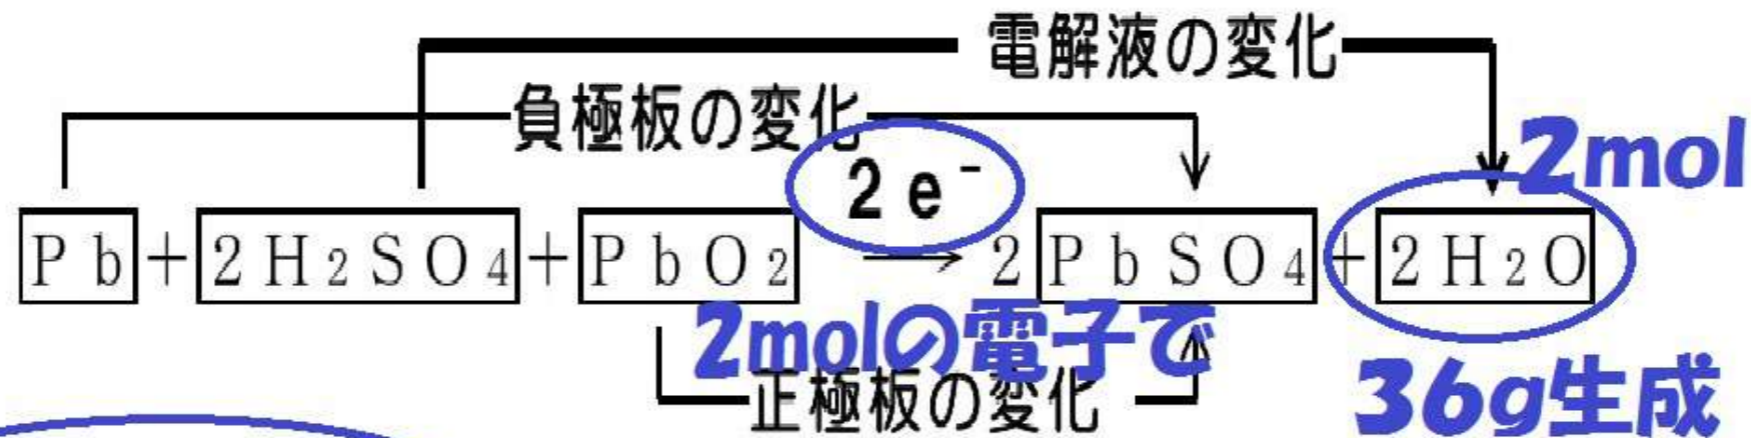 電解液の変化
負極板の変化
2mol
2e⁻
Pb+2H₂SO₄+PbO₂→2PbSO₄+2H₂O
2molの電子で
36g生成
正極板の変化